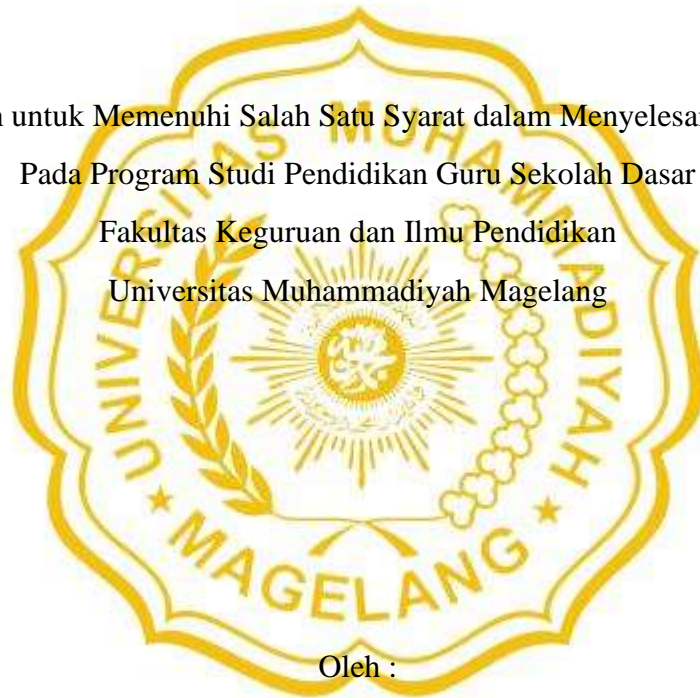 untuk Memenuhi Salah Satu Syarat dalam
Pada Program Studi Pendidikan Guru Sekolah Dasar
Fakultas Keguruan dan Ilmu Pendidikan
Universitas Muhammadiyah Magelang
UNIVERSITAS MUHAMMADIYAH
★ MAGELANG ★
Oleh :